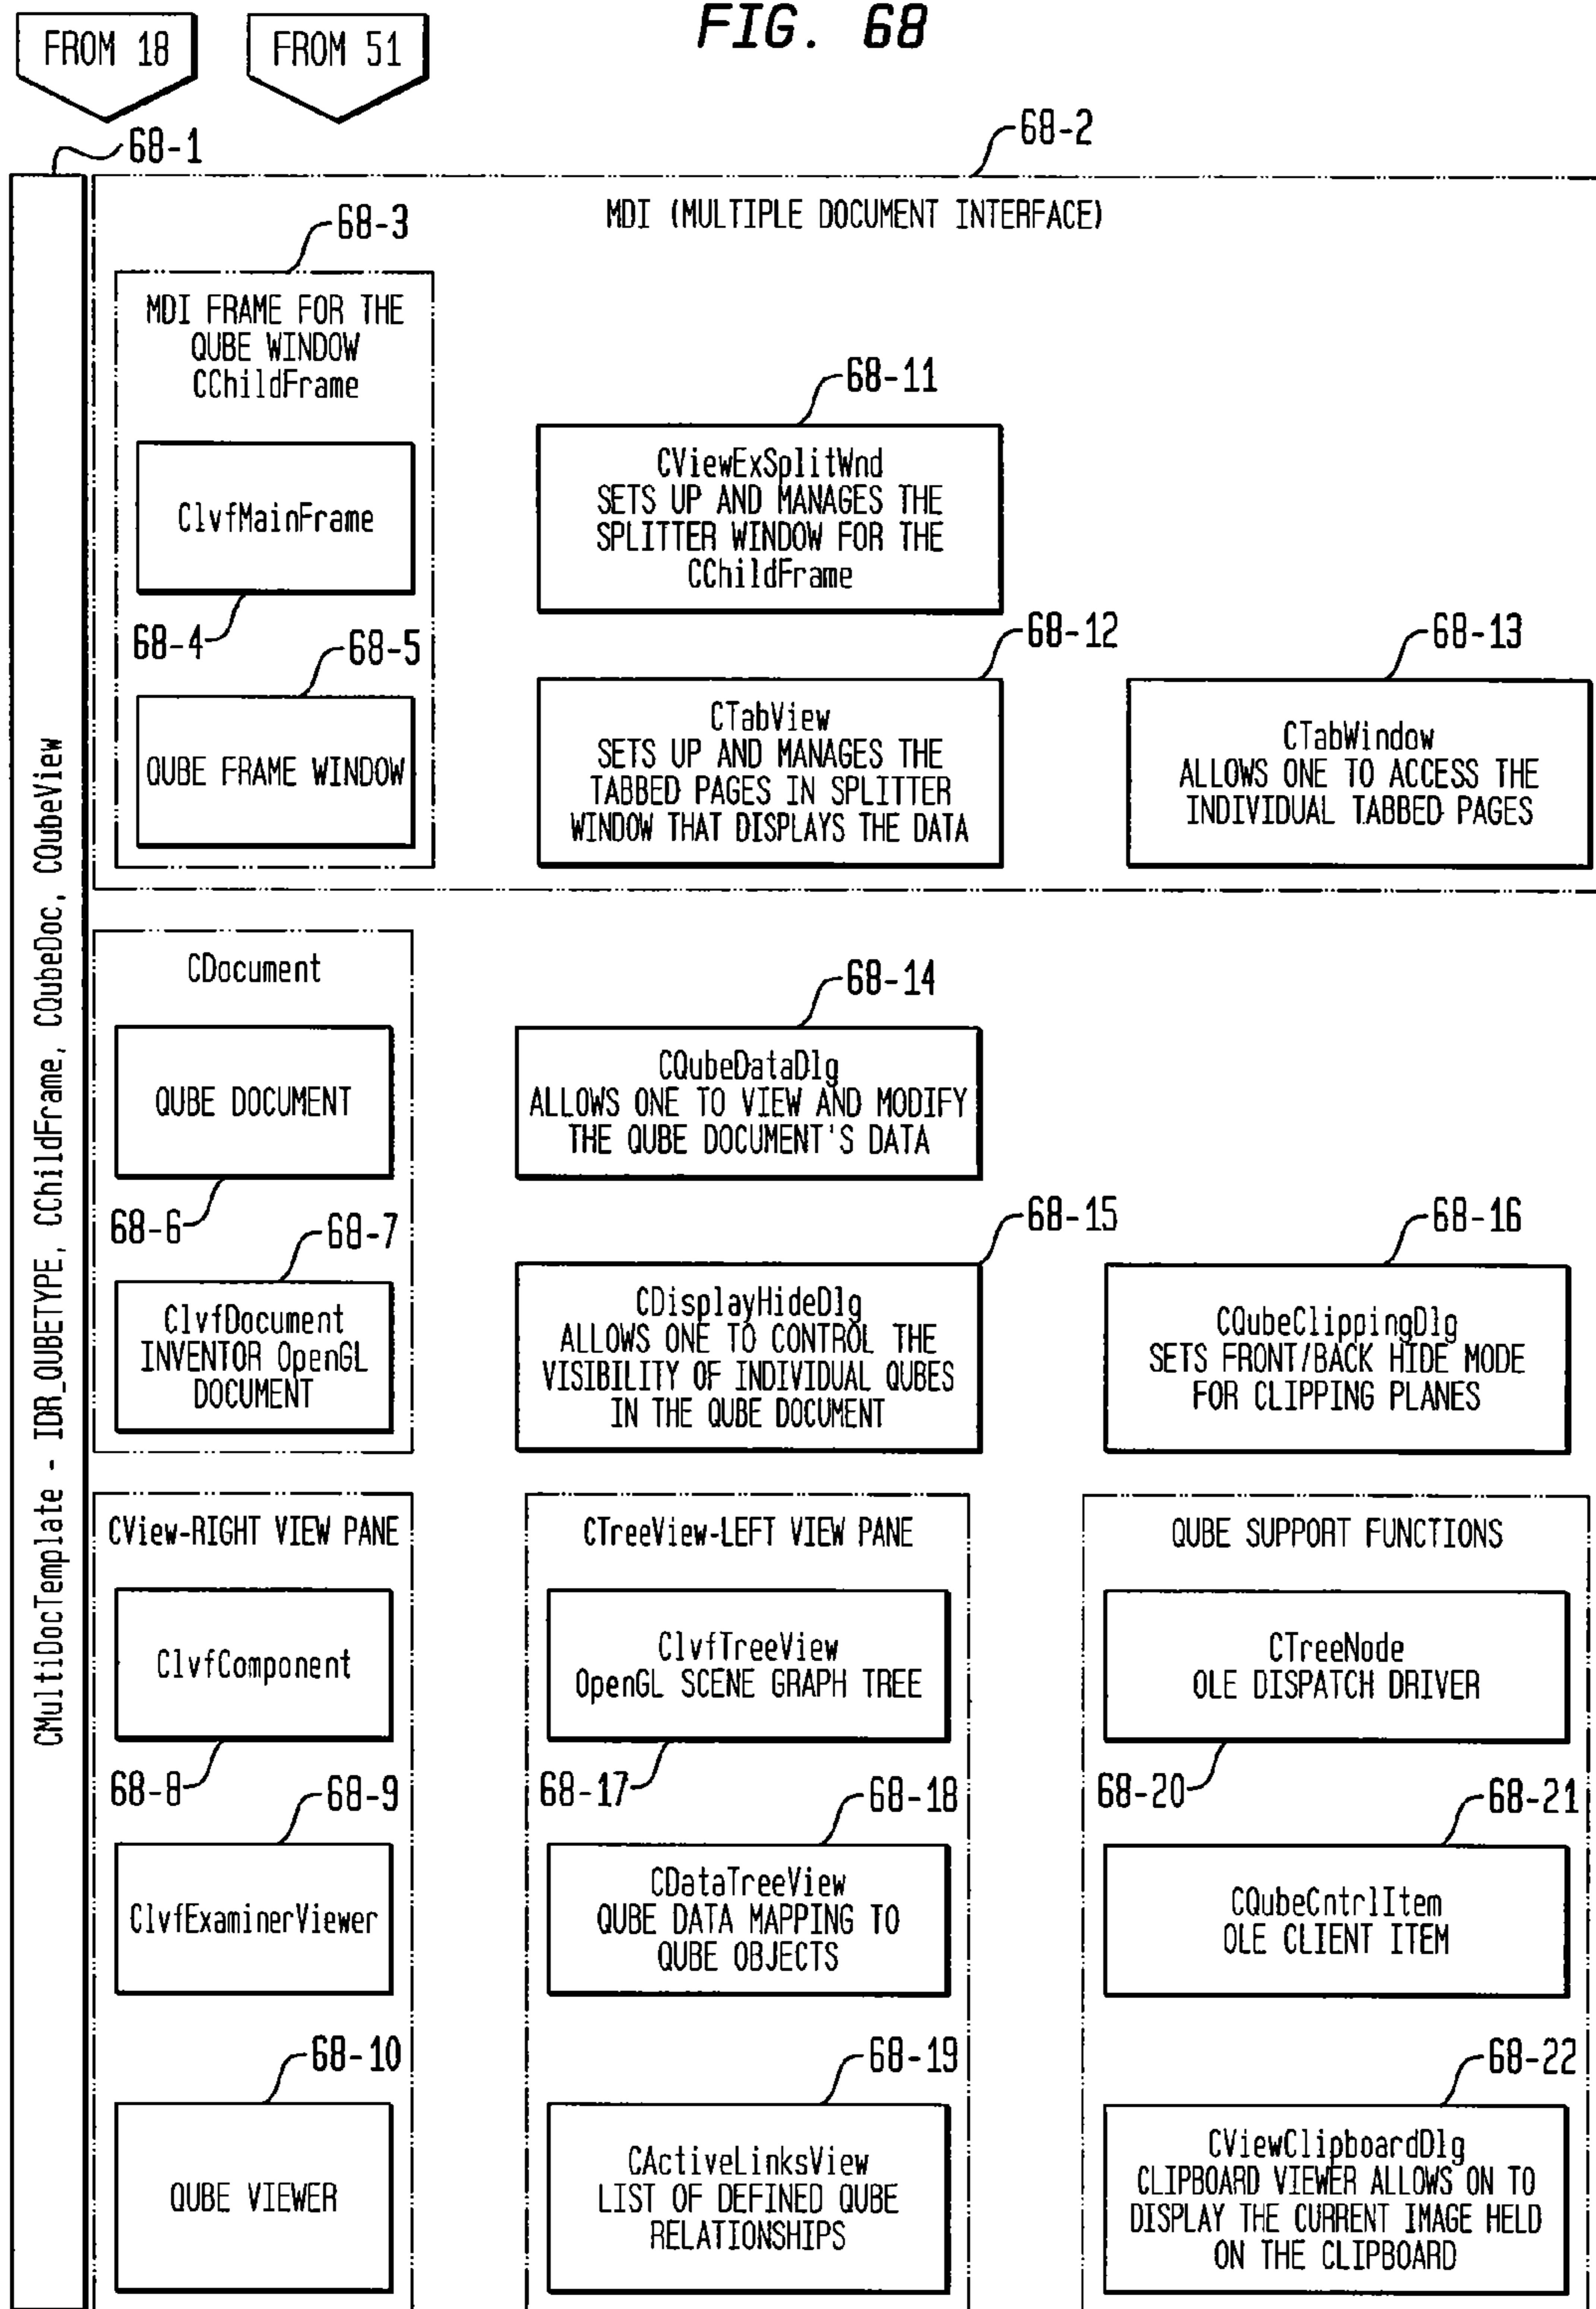 FIG. 68
FROM 18
FROM 51
68-1
68-2
CMultiDocTemplate - IDR_QUBETYPE, CChildFrame, CQubeDoc, CQubeView
MDI (MULTIPLE DOCUMENT INTERFACE)
68-3
MDI FRAME FOR THE
QUBE WINDOW
CChildFrame
ClvfMainFrame
68-4
68-5
QUBE FRAME WINDOW
68-11
CViewExSplitWnd
SETS UP AND MANAGES THE
SPLITTER WINDOW FOR THE
CChildFrame
68-12
CTabView
SETS UP AND MANAGES THE
TABBED PAGES IN SPLITTER
WINDOW THAT DISPLAYS THE DATA
68-13
CTabWindow
ALLOWS ONE TO ACCESS THE
INDIVIDUAL TABBED PAGES
CDocument
QUBE DOCUMENT
68-6
68-7
ClvfDocument
INVENTOR OpenGL
DOCUMENT
68-14
CQubeDataDlg
ALLOWS ONE TO VIEW AND MODIFY
THE QUBE DOCUMENT'S DATA
68-15
CDisplayHideDlg
ALLOWS ONE TO CONTROL THE
VISIBILITY OF INDIVIDUAL QUBES
IN THE QUBE DOCUMENT
68-16
CQubeClippingDlg
SETS FRONT/BACK HIDE MODE
FOR CLIPPING PLANES
CView-RIGHT VIEW PANE
ClvfComponent
68-8
68-9
ClvfExaminerViewer
68-10
QUBE VIEWER
CTreeView-LEFT VIEW PANE
ClvfTreeView
OpenGL SCENE GRAPH TREE
68-17
68-18
CDataTreeView
QUBE DATA MAPPING TO
QUBE OBJECTS
68-19
CActiveLinksView
LIST OF DEFINED QUBE
RELATIONSHIPS
QUBE SUPPORT FUNCTIONS
CTreeNode
OLE DISPATCH DRIVER
68-20
68-21
CQubeCntrlItem
OLE CLIENT ITEM
68-22
CViewClipboardDlg
CLIPBOARD VIEWER ALLOWS ON TO
DISPLAY THE CURRENT IMAGE HELD
ON THE CLIPBOARD